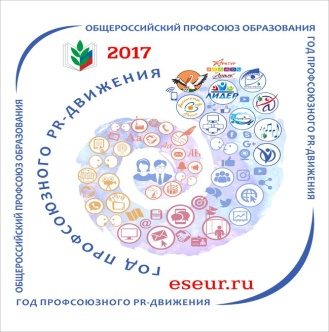 ОБЩЕРОССИЙСКИЙ ПРОФСОЮЗ ОБРАЗОВАНИЯ
2017
ГОД ПРОФСОЮЗНОГО PR-ДВИЖЕНИЯ
ЛИДЕР
ГОД ПРОФСОЮЗНОГО PR-ДВИЖЕНИЯ
ОБЩЕРОССИЙСКИЙ ПРОФСОЮЗ ОБРАЗОВАНИЯ
eseur.ru
ГОД ПРОФСОЮЗНОГО PR-ДВИЖЕНИЯ